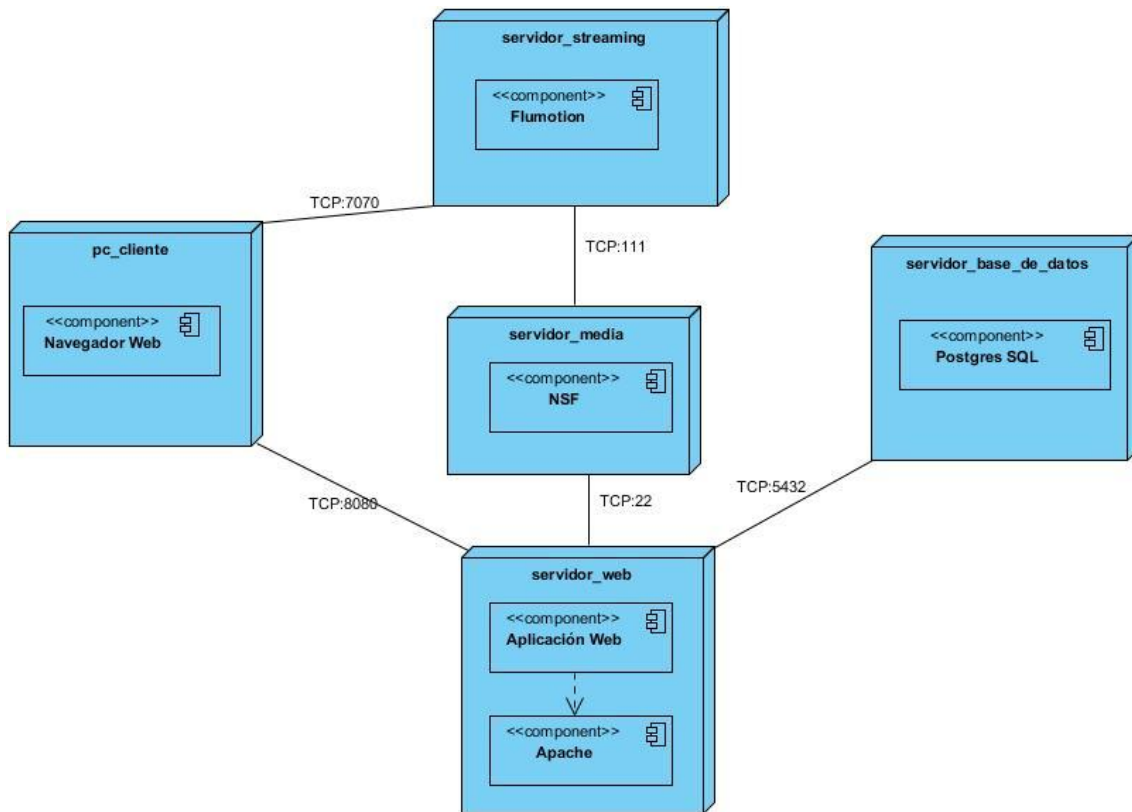 servidor_streaming
<<component>>
Flumotion
TCP:7070
TCP:111
pc_cliente
<<component>>
Navegador Web
servidor_media
<<component>>
NSF
servidor_base_de_datos
<<component>>
Postgres SQL
TCP:8080
TCP:22
TCP:5432
servidor_web
<<component>>
Aplicación Web
<<component>>
Apache